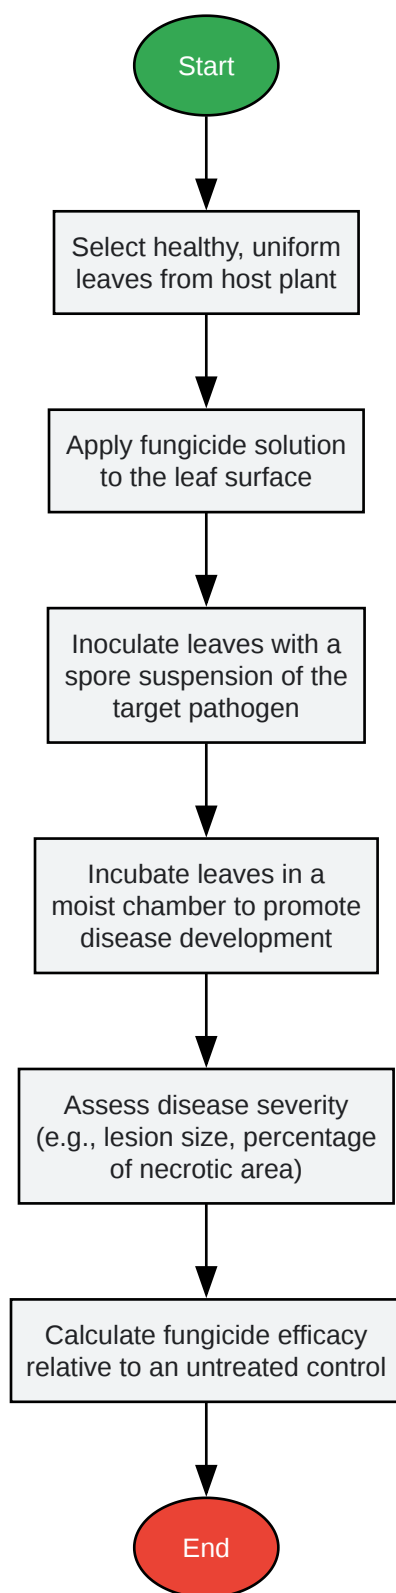 Start
Select healthy, uniform
leaves from host plant
Apply fungicide solution
to the leaf surface
Inoculate leaves with a
spore suspension of the
target pathogen
Incubate leaves in a
moist chamber to promote
disease development
Assess disease severity
(e.g., lesion size, percentage
of necrotic area)
Calculate fungicide efficacy
relative to an untreated control
End